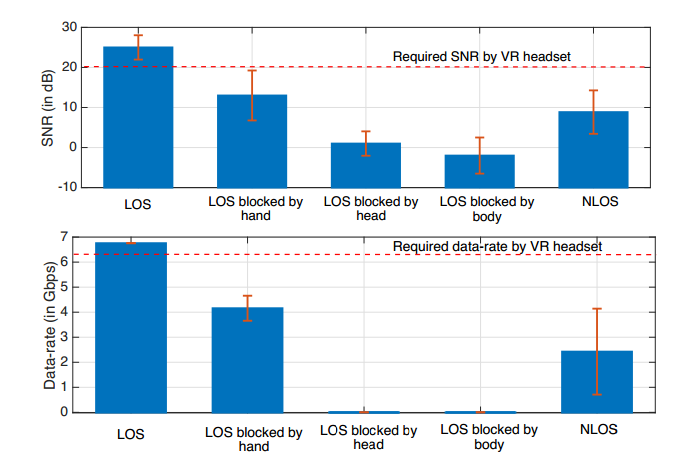 30
20
10
0
-10
SNR (in dB)
Required SNR by VR headset
LOS
LOS blocked by
hand
LOS blocked by
head
LOS blocked by
body
NLOS
7
6
5
4
3
2
1
0
Data-rate (in Gbps)
Required data-rate by VR headset
LOS
LOS blocked by
hand
LOS blocked by
head
LOS blocked by
body
NLOS